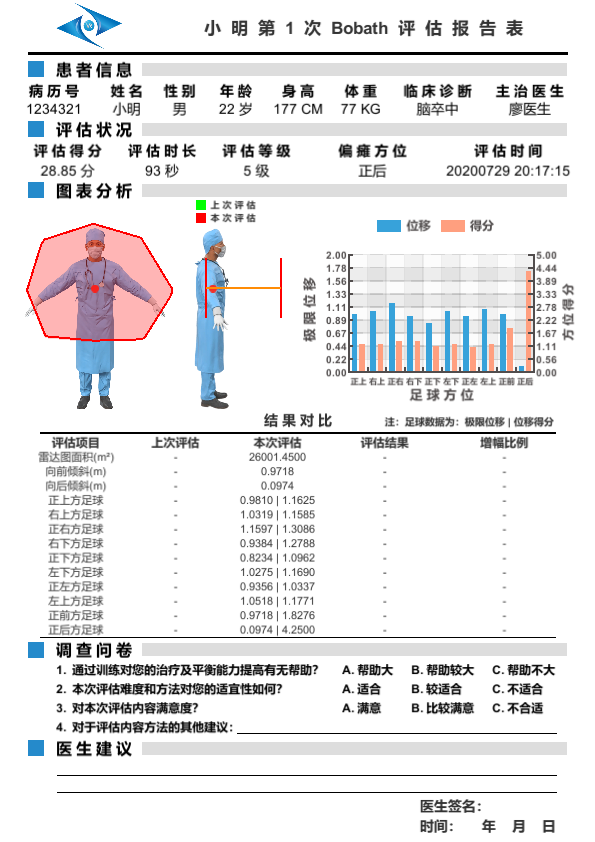 小明第1次 Bobath 评估报告表
患者信息
病历号 姓名 性别 年龄 身高 体重 临床诊断 主治医生
1234321 小明 男 22 岁 177 CM 77 KG 脑卒中 廖医生
评估状况
评估得分 评估时长 评估等级 偏瘫方位 评估时间
28.85 分 93 秒 5 级 正后 20200729 20:17:15
图表分析
上次评估
本次评估
位移 得分
极限位移
2.00
1.78
1.56
1.33
1.11
0.89
0.67
0.44
0.22
0.00
5.00
4.44
3.89
3.33
2.78
2.22
1.67
1.11
0.56
0.00
方位得分
正上 右上 正右 右下 正下 左下 正左 左上 正前 正后
足球方位
结果对比 注：足球数据为：极限位移 | 位移得分
评估项目 上次评估 本次评估 评估结果 增幅比例
雷达图面积(m²) - 26001.4500 - -
向前倾斜(m) - 0.9718 - -
向后倾斜(m) - 0.0974 - -
正上方足球 - 0.9810 | 1.1625 - -
右上方足球 - 1.0319 | 1.1585 - -
正右方足球 - 1.1597 | 1.3086 - -
右下方足球 - 0.9384 | 1.2788 - -
正下方足球 - 0.8234 | 1.0962 - -
左下方足球 - 1.0275 | 1.1690 - -
正左方足球 - 0.9356 | 1.0337 - -
左上方足球 - 1.0518 | 1.1771 - -
正前方足球 - 0.9718 | 1.8276 - -
正后方足球 - 0.0974 | 4.2500 - -
调查问卷
1. 通过训练对您的治疗及平衡能力提高有无帮助? A. 帮助大 B. 帮助较大 C. 帮助不大
2. 本次评估难度和方法对您的适宜性如何? A. 适合 B. 较适合 C. 不适合
3. 对本次评估内容满意度? A. 满意 B. 比较满意 C. 不合适
4. 对于评估内容方法的其他建议:
医生建议
医生签名:
时间: 年 月 日